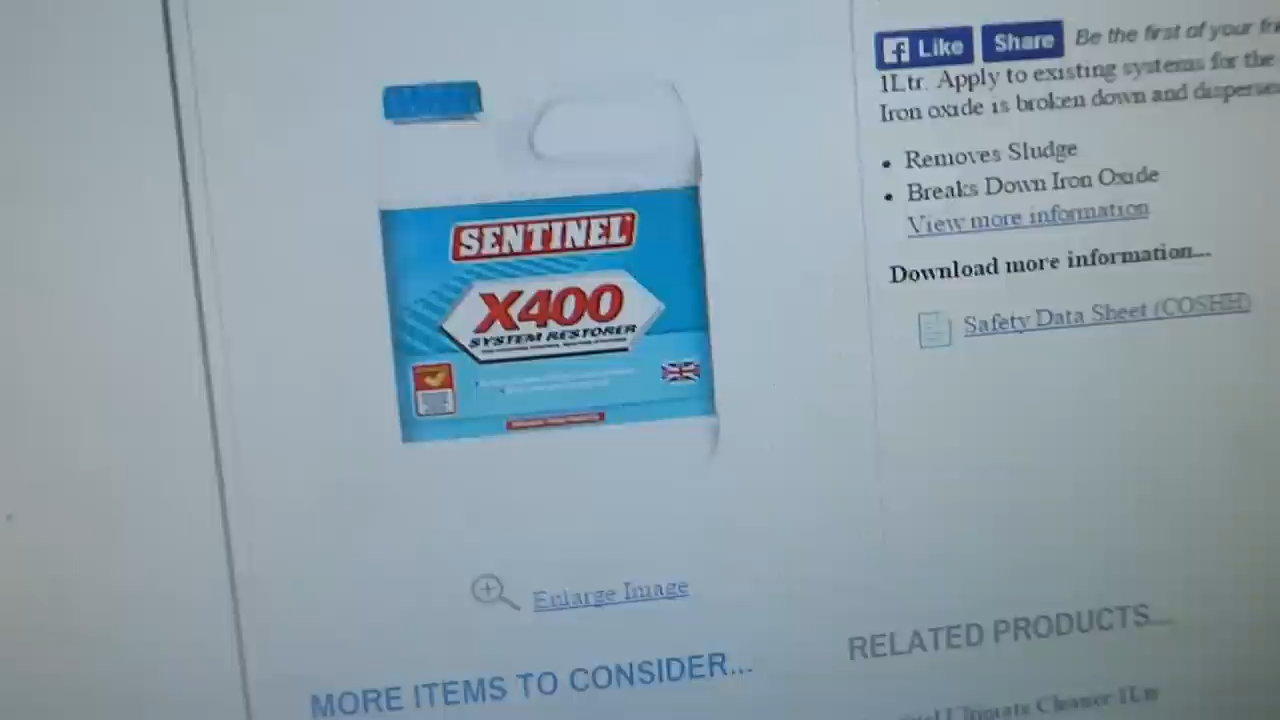 SENTINEL
X400
SYSTEM RESTORER
Like
Share
Be the first of your
1Ltr. Apply to existing systems for the
Iron oxide is broken down and
Removes Sludge
Breaks Down Iron Oxide
View more information
Download more information...
Safety Data Sheet (COSHH)
Enlarge Image
MORE ITEMS TO CONSIDER...
RELATED PRODUCTS...
Cleaner